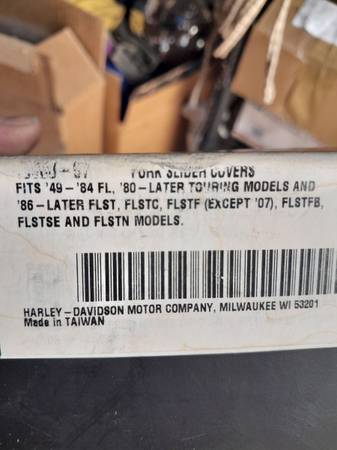 FORK SLIDER COVERS
FITS '49-'84 FL, '80-LATER TOURING MODELS AND
'86-LATER FLST, FLSTC, FLSTF (EXCEPT '07), FLSTFB,
FLSTSE AND FLSTN MODELS.
HARLEY-DAVIDSON MOTOR COMPANY, MILWAUKEE WI 53201
Made in TAIWAN